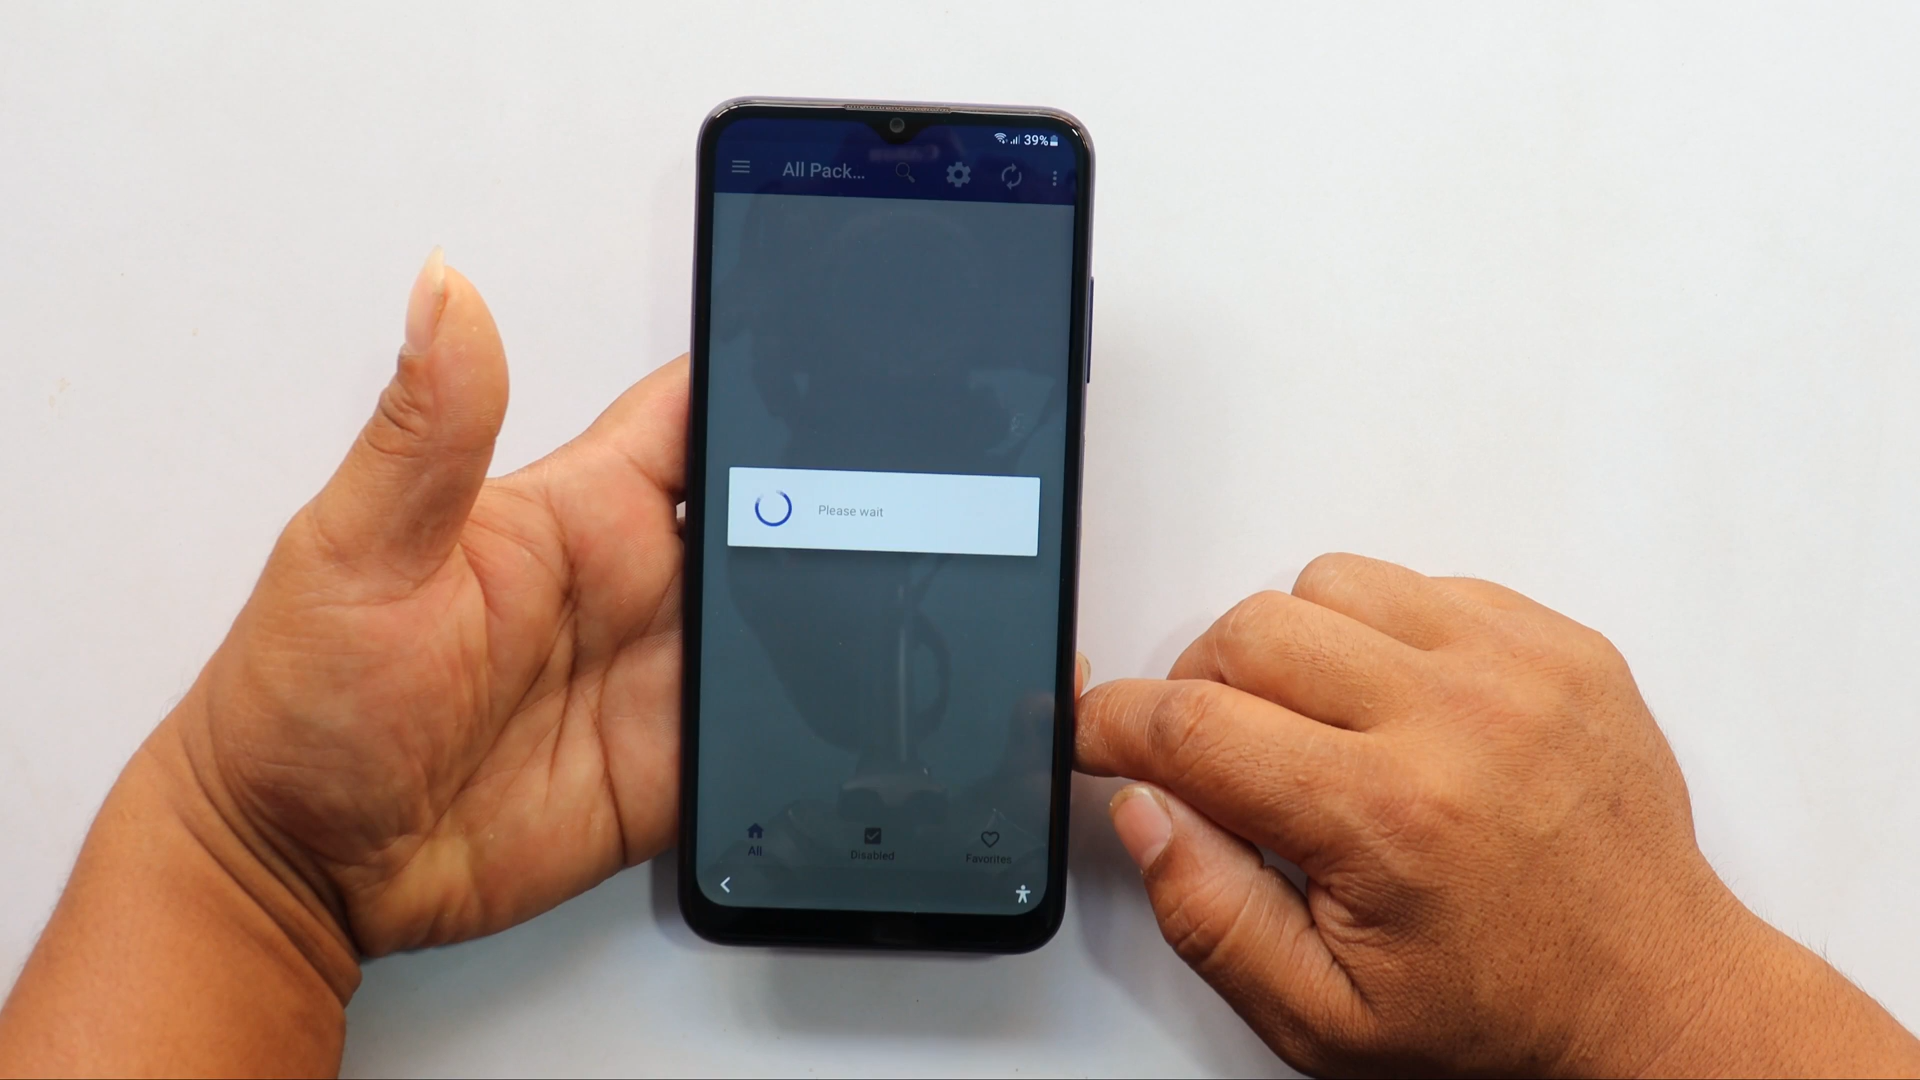 39%
All Pack...
Please wait
All
Disabled
Favorites